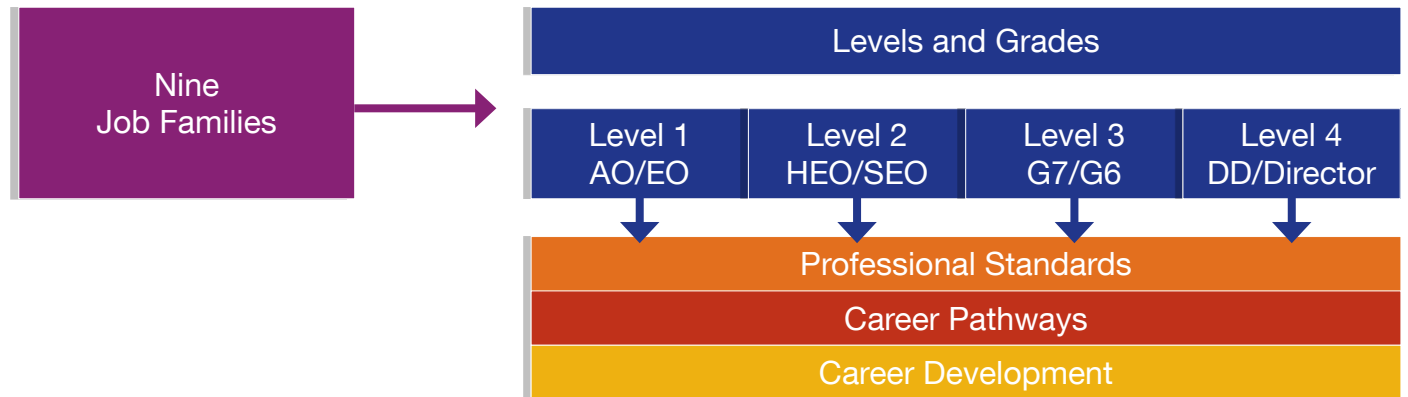 Nine
Job Families
Levels and Grades
Level 1
AO/EO
Level 2
HEO/SEO
Level 3
G7/G6
Level 4
DD/Director
Professional Standards
Career Pathways
Career Development